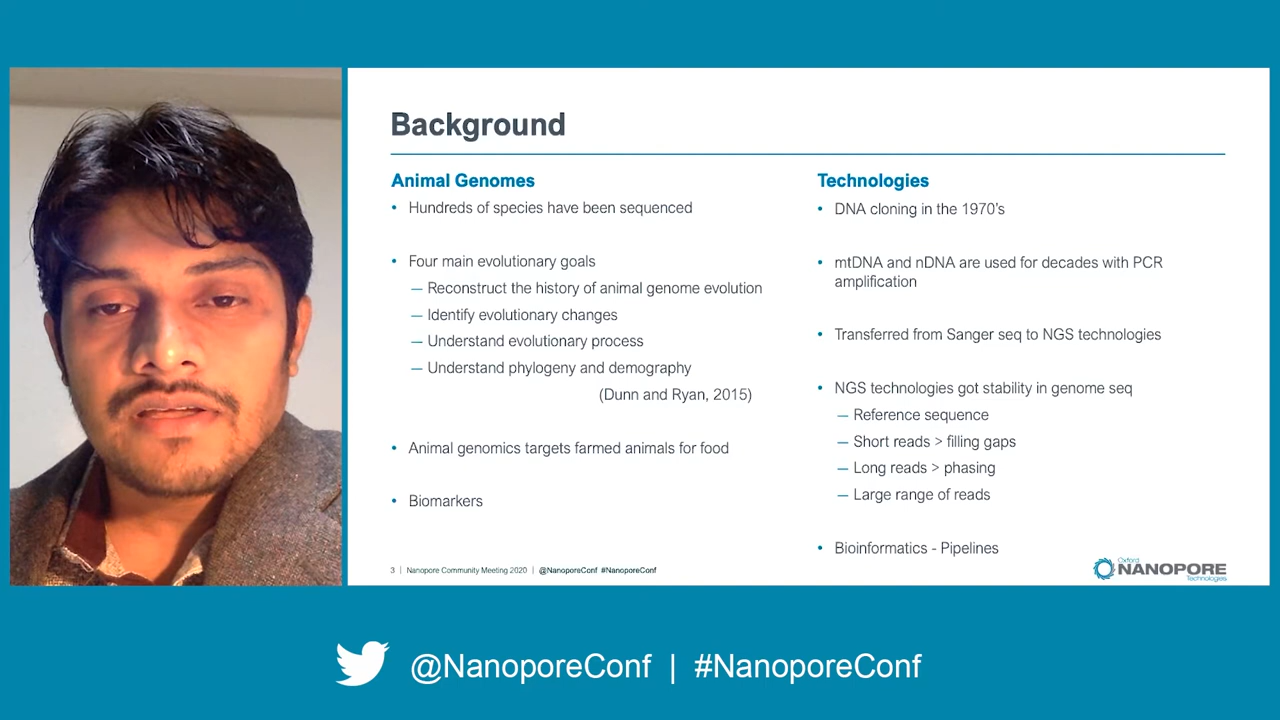 Background
Animal Genomes
• Hundreds of species have been sequenced
• Four main evolutionary goals
— Reconstruct the history of animal genome evolution
— Identify evolutionary changes
— Understand evolutionary process
— Understand phylogeny and demography
(Dunn and Ryan, 2015)
• Animal genomics targets farmed animals for food
• Biomarkers
Technologies
• DNA cloning in the 1970’s
• mtDNA and nDNA are used for decades with PCR
amplification
• Transferred from Sanger seq to NGS technologies
• NGS technologies got stability in genome seq
— Reference sequence
— Short reads > filling gaps
— Long reads > phasing
— Large range of reads
• Bioinformatics - Pipelines
3 | Nanopore Community Meeting 2020 | @NanoporeConf #NanoporeConf
Oxford
NANOPORE
Technologies
@NanoporeConf | #NanoporeConf